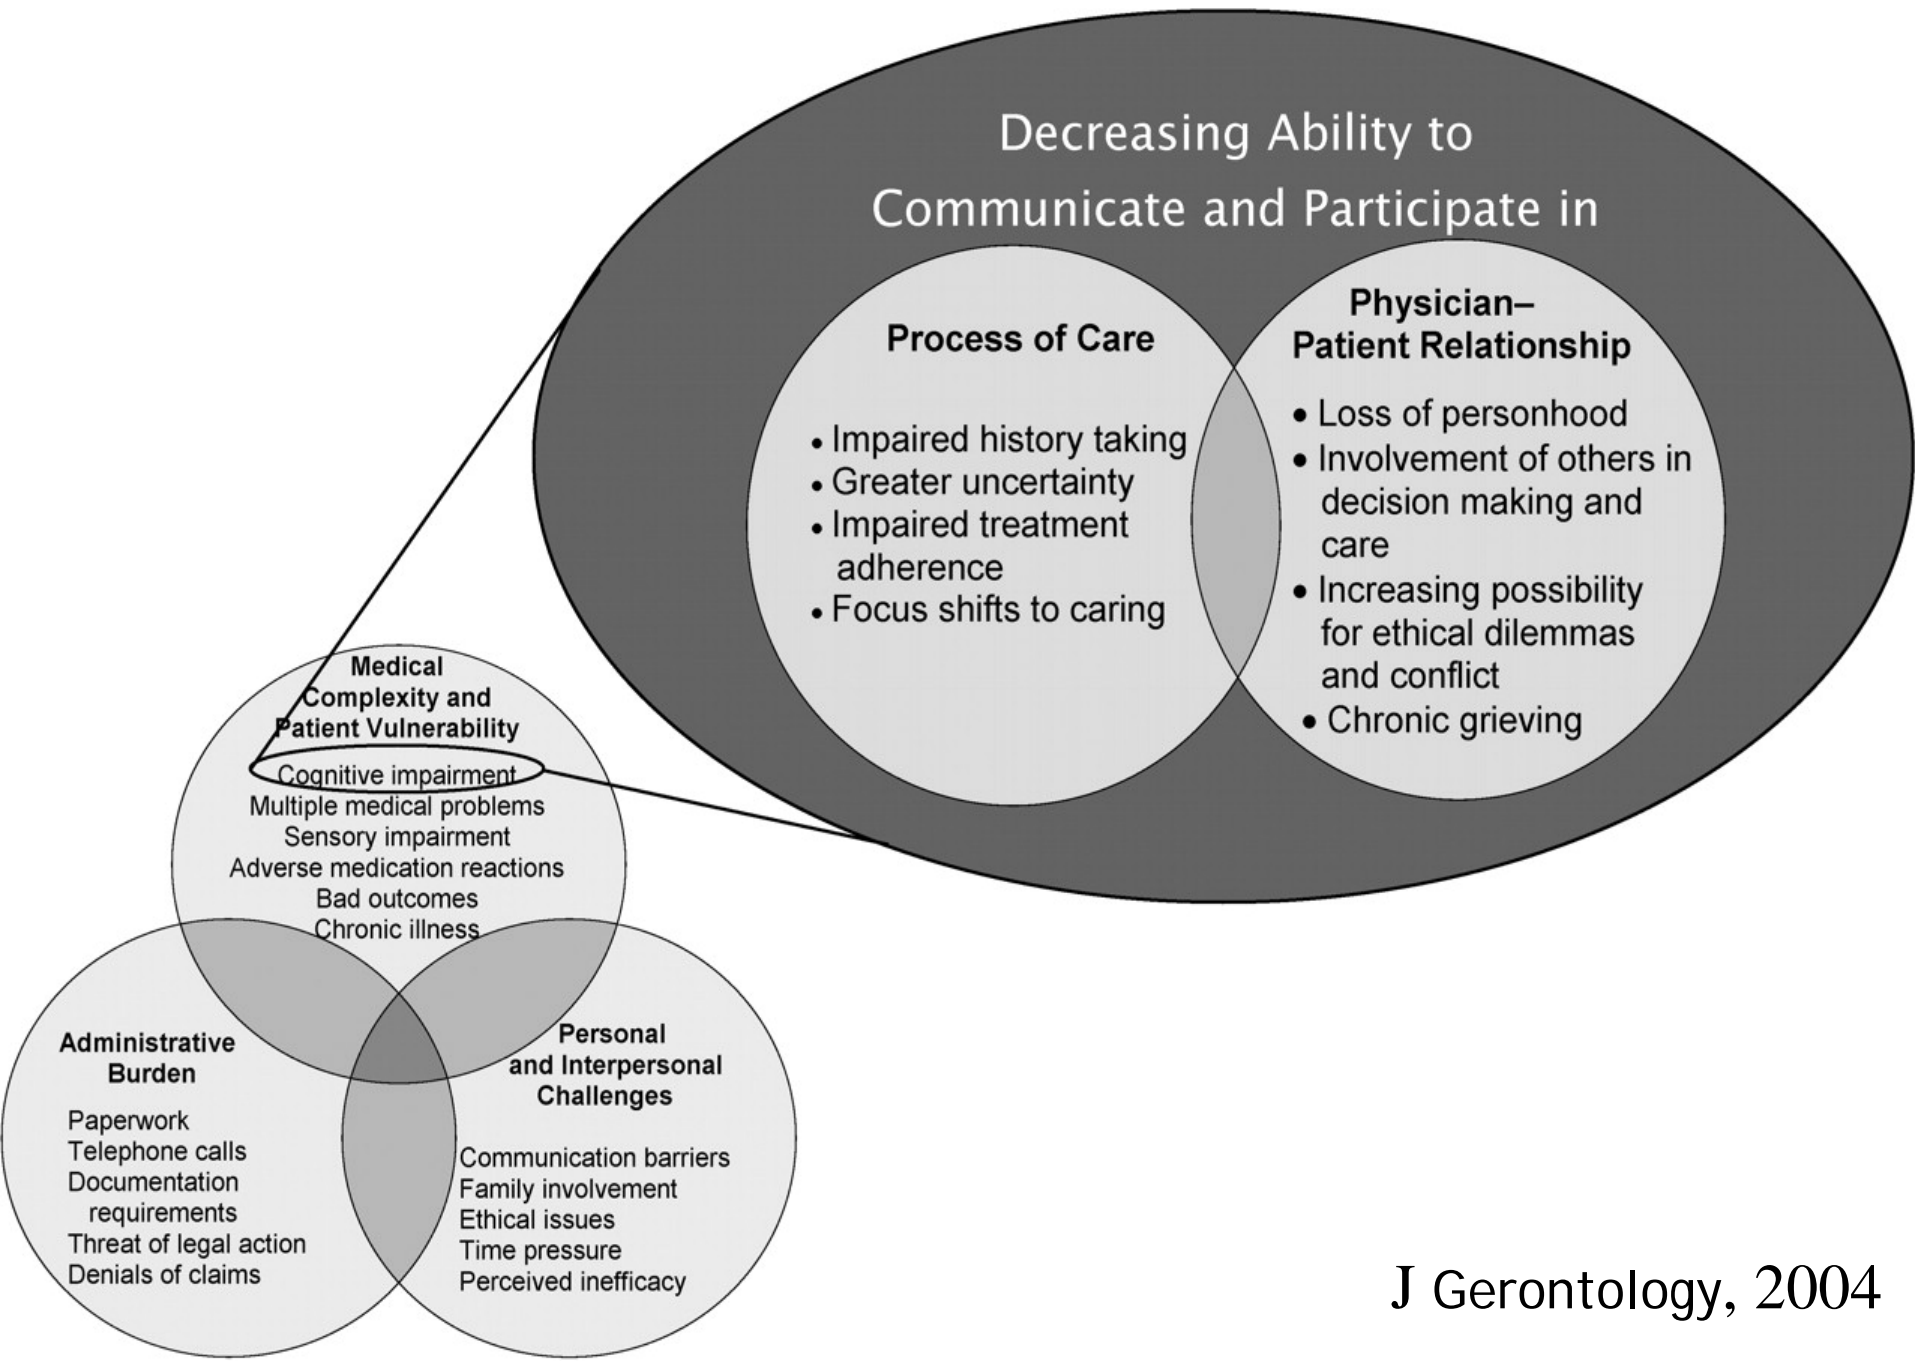 Decreasing Ability to
Communicate and Participate in
Process of Care
• Impaired history taking
• Greater uncertainty
• Impaired treatment
adherence
• Focus shifts to caring
Physician–
Patient Relationship
• Loss of personhood
• Involvement of others in
decision making and
care
• Increasing possibility
for ethical dilemmas
and conflict
• Chronic grieving
Medical
Complexity and
Patient Vulnerability
Cognitive impairment
Multiple medical problems
Sensory impairment
Adverse medication reactions
Bad outcomes
Chronic illness
Administrative
Burden
Paperwork
Telephone calls
Documentation
requirements
Threat of legal action
Denials of claims
Personal
and Interpersonal
Challenges
Communication barriers
Family involvement
Ethical issues
Time pressure
Perceived inefficacy
J Gerontology, 2004